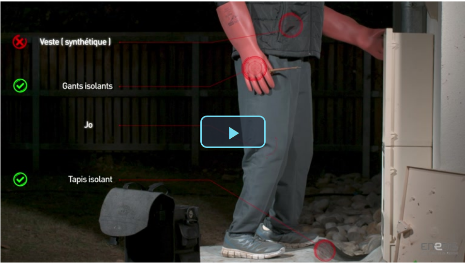 Veste [ synthétique ]
Gants isolants
Jo
Tapis isolant